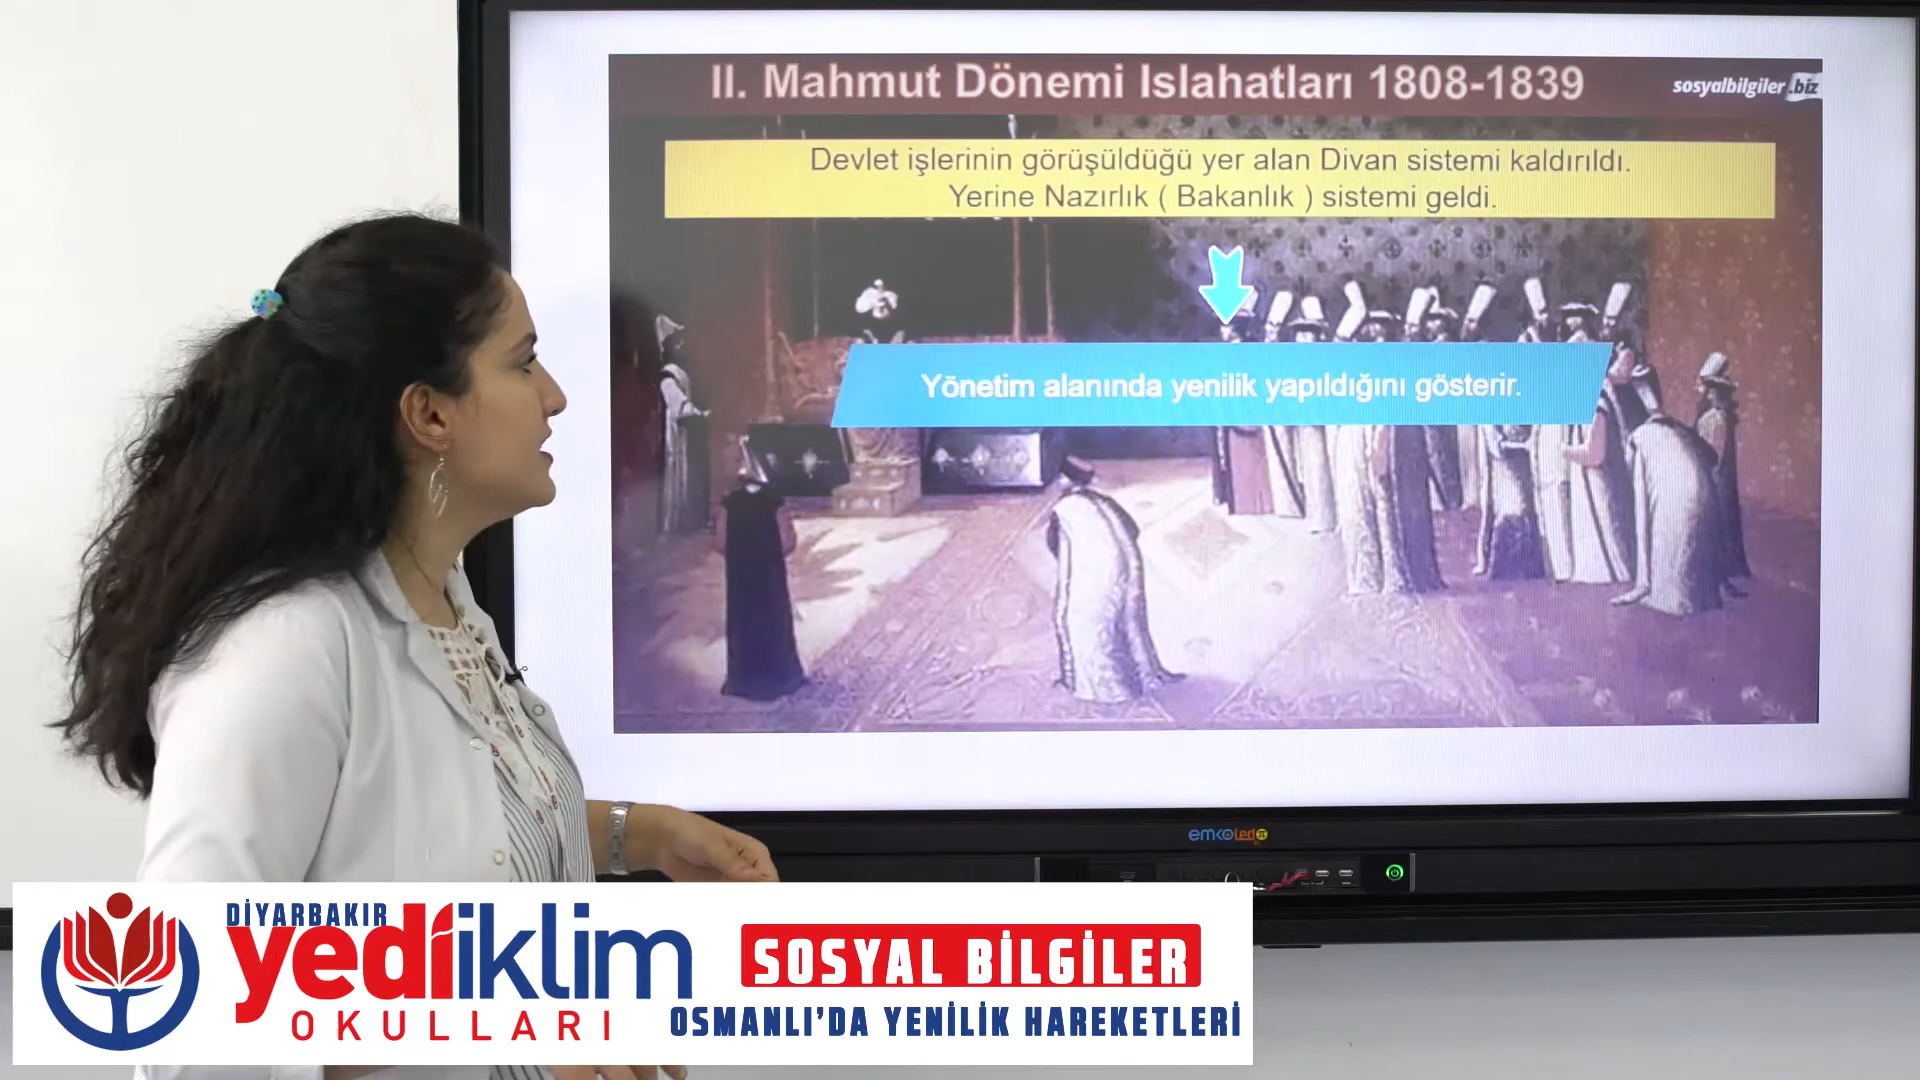 II. Mahmut Dönemi Islahatları 1808-1839
sosyalbilgiler.biz
Devlet işlerinin görüşüldüğü yer alan Divan sistemi kaldırıldı.
Yerine Nazırlık ( Bakanlık ) sistemi geldi.
Yönetim alanında yenilik yapıldığını gösterir.
emkoLed
DİYARBAKIR
yediiklim
OKULLARI
SOSYAL BİLGİLER
OSMANLI'DA YENİLİK HAREKETLERİ